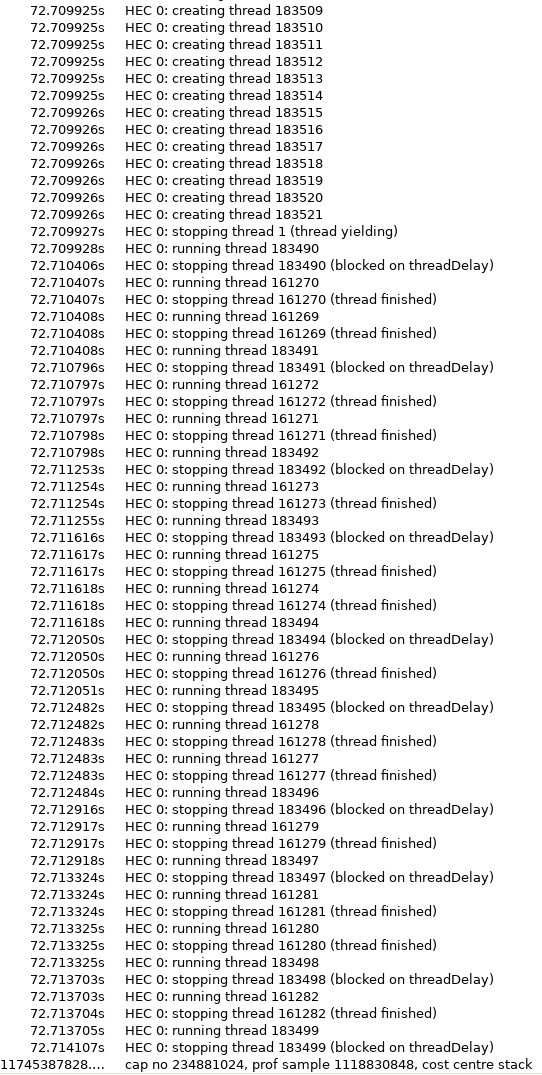 72.709925s HEC 0: creating thread 183509
72.709925s HEC 0: creating thread 183510
72.709925s HEC 0: creating thread 183511
72.709925s HEC 0: creating thread 183512
72.709925s HEC 0: creating thread 183513
72.709925s HEC 0: creating thread 183514
72.709926s HEC 0: creating thread 183515
72.709926s HEC 0: creating thread 183516
72.709926s HEC 0: creating thread 183517
72.709926s HEC 0: creating thread 183518
72.709926s HEC 0: creating thread 183519
72.709926s HEC 0: creating thread 183520
72.709926s HEC 0: creating thread 183521
72.709927s HEC 0: stopping thread 1 (thread yielding)
72.709928s HEC 0: running thread 183490
72.710406s HEC 0: stopping thread 183490 (blocked on threadDelay)
72.710407s HEC 0: running thread 161270
72.710407s HEC 0: stopping thread 161270 (thread finished)
72.710408s HEC 0: running thread 161269
72.710408s HEC 0: stopping thread 161269 (thread finished)
72.710408s HEC 0: running thread 183491
72.710796s HEC 0: stopping thread 183491 (blocked on threadDelay)
72.710797s HEC 0: running thread 161272
72.710797s HEC 0: stopping thread 161272 (thread finished)
72.710797s HEC 0: running thread 161271
72.710798s HEC 0: stopping thread 161271 (thread finished)
72.710798s HEC 0: running thread 183492
72.711253s HEC 0: stopping thread 183492 (blocked on threadDelay)
72.711254s HEC 0: running thread 161273
72.711254s HEC 0: stopping thread 161273 (thread finished)
72.711255s HEC 0: running thread 183493
72.711616s HEC 0: stopping thread 183493 (blocked on threadDelay)
72.711617s HEC 0: running thread 161275
72.711617s HEC 0: stopping thread 161275 (thread finished)
72.711618s HEC 0: running thread 161274
72.711618s HEC 0: stopping thread 161274 (thread finished)
72.711618s HEC 0: running thread 183494
72.712050s HEC 0: stopping thread 183494 (blocked on threadDelay)
72.712050s HEC 0: running thread 161276
72.712050s HEC 0: stopping thread 161276 (thread finished)
72.712051s HEC 0: running thread 183495
72.712482s HEC 0: stopping thread 183495 (blocked on threadDelay)
72.712482s HEC 0: running thread 161278
72.712483s HEC 0: stopping thread 161278 (thread finished)
72.712483s HEC 0: running thread 161277
72.712483s HEC 0: stopping thread 161277 (thread finished)
72.712484s HEC 0: running thread 183496
72.712916s HEC 0: stopping thread 183496 (blocked on threadDelay)
72.712917s HEC 0: running thread 161279
72.712917s HEC 0: stopping thread 161279 (thread finished)
72.712918s HEC 0: running thread 183497
72.713324s HEC 0: stopping thread 183497 (blocked on threadDelay)
72.713324s HEC 0: running thread 161281
72.713324s HEC 0: stopping thread 161281 (thread finished)
72.713325s HEC 0: running thread 161280
72.713325s HEC 0: stopping thread 161280 (thread finished)
72.713325s HEC 0: running thread 183498
72.713703s HEC 0: stopping thread 183498 (blocked on threadDelay)
72.713703s HEC 0: running thread 161282
72.713704s HEC 0: stopping thread 161282 (thread finished)
72.713705s HEC 0: running thread 183499
72.714107s HEC 0: stopping thread 183499 (blocked on threadDelay)
11745387828.... cap no 234881024, prof sample 1118830848, cost centre stack